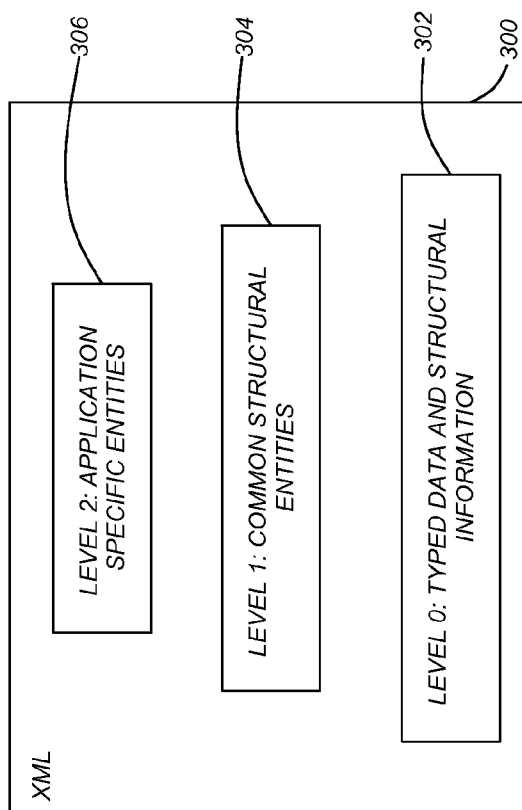 XML
LEVEL 2: APPLICATION
SPECIFIC ENTITIES
306
LEVEL 1: COMMON STRUCTURAL
ENTITIES
304
LEVEL 0: TYPED DATA AND STRUCTURAL
INFORMATION
302
300